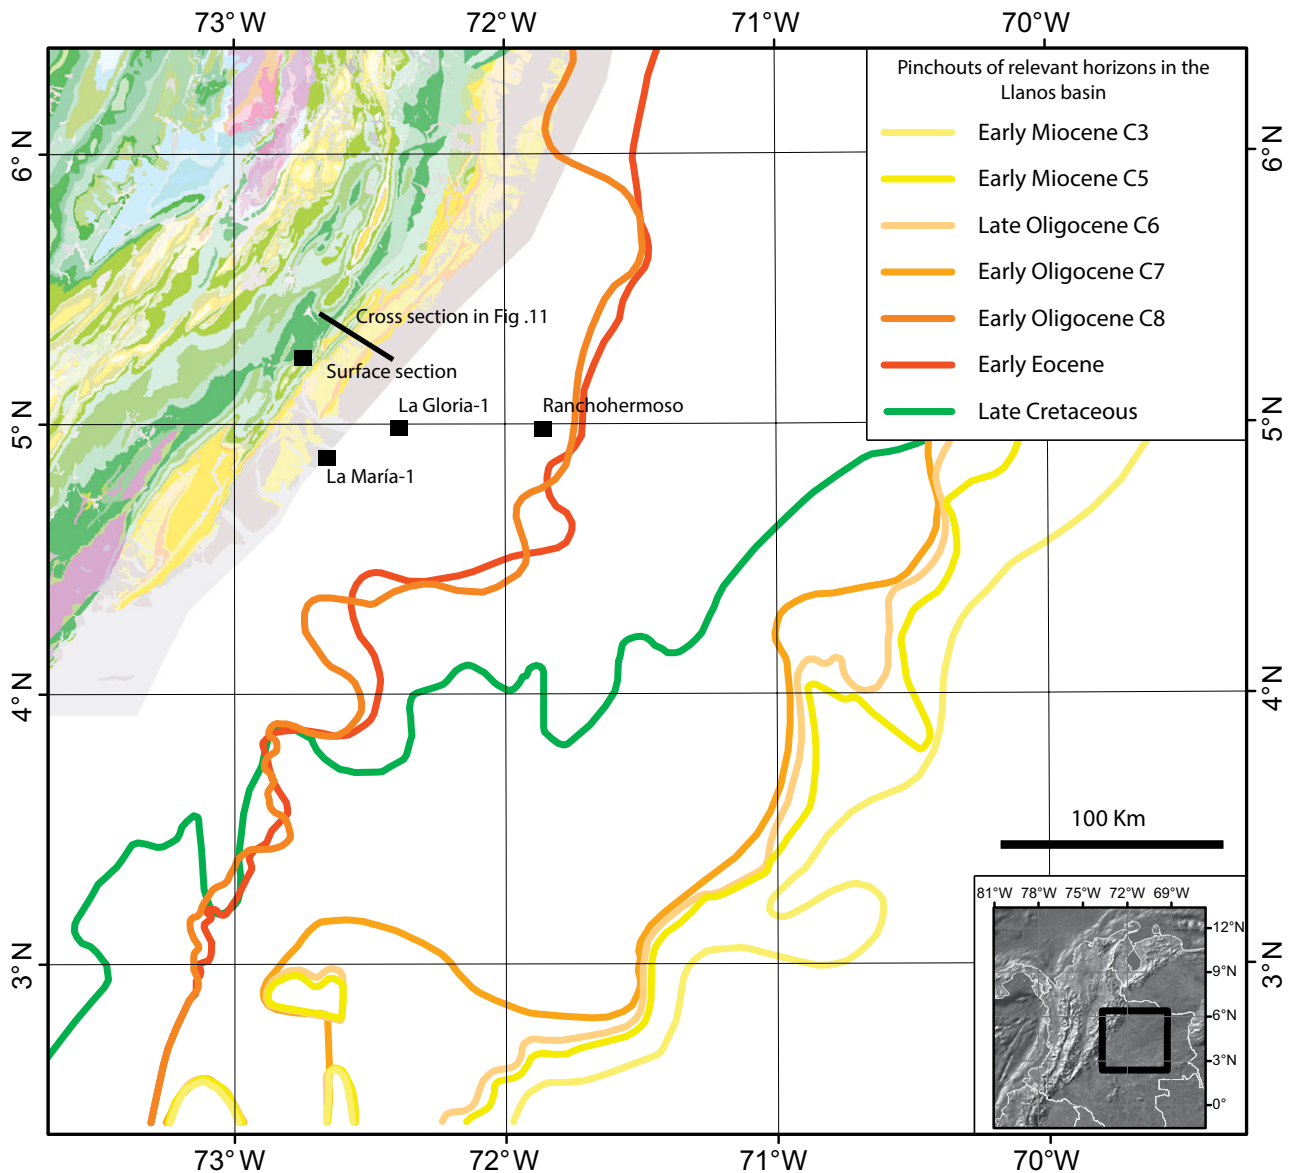 73°W 72°W 71°W 70°W
Pinchouts of relevant horizons in the
Llanos basin
Early Miocene C3
Early Miocene C5
Late Oligocene C6
Early Oligocene C7
Early Oligocene C8
Early Eocene
Late Cretaceous
6°N
6°N
Cross section in Fig .11
Surface section
La Gloria-1
Ranchohermoso
5°N
5°N
La María-1
4°N
4°N
100 Km
81°W 78°W 75°W 72°W 69°W
12°N
9°N
6°N
3°N
0°
3°N
3°N
73°W 72°W 71°W 70°W